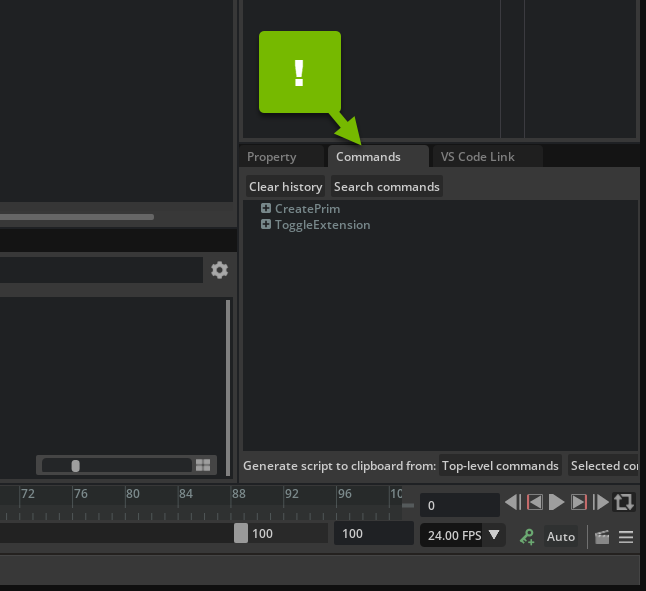 !
Property Commands VS Code Link
Clear history Search commands
CreatePrim
ToggleExtension
Generate script to clipboard from: Top-level commands Selected co
72 76 80 84 88 92 96 10
0
100 100 24.00 FPS Auto